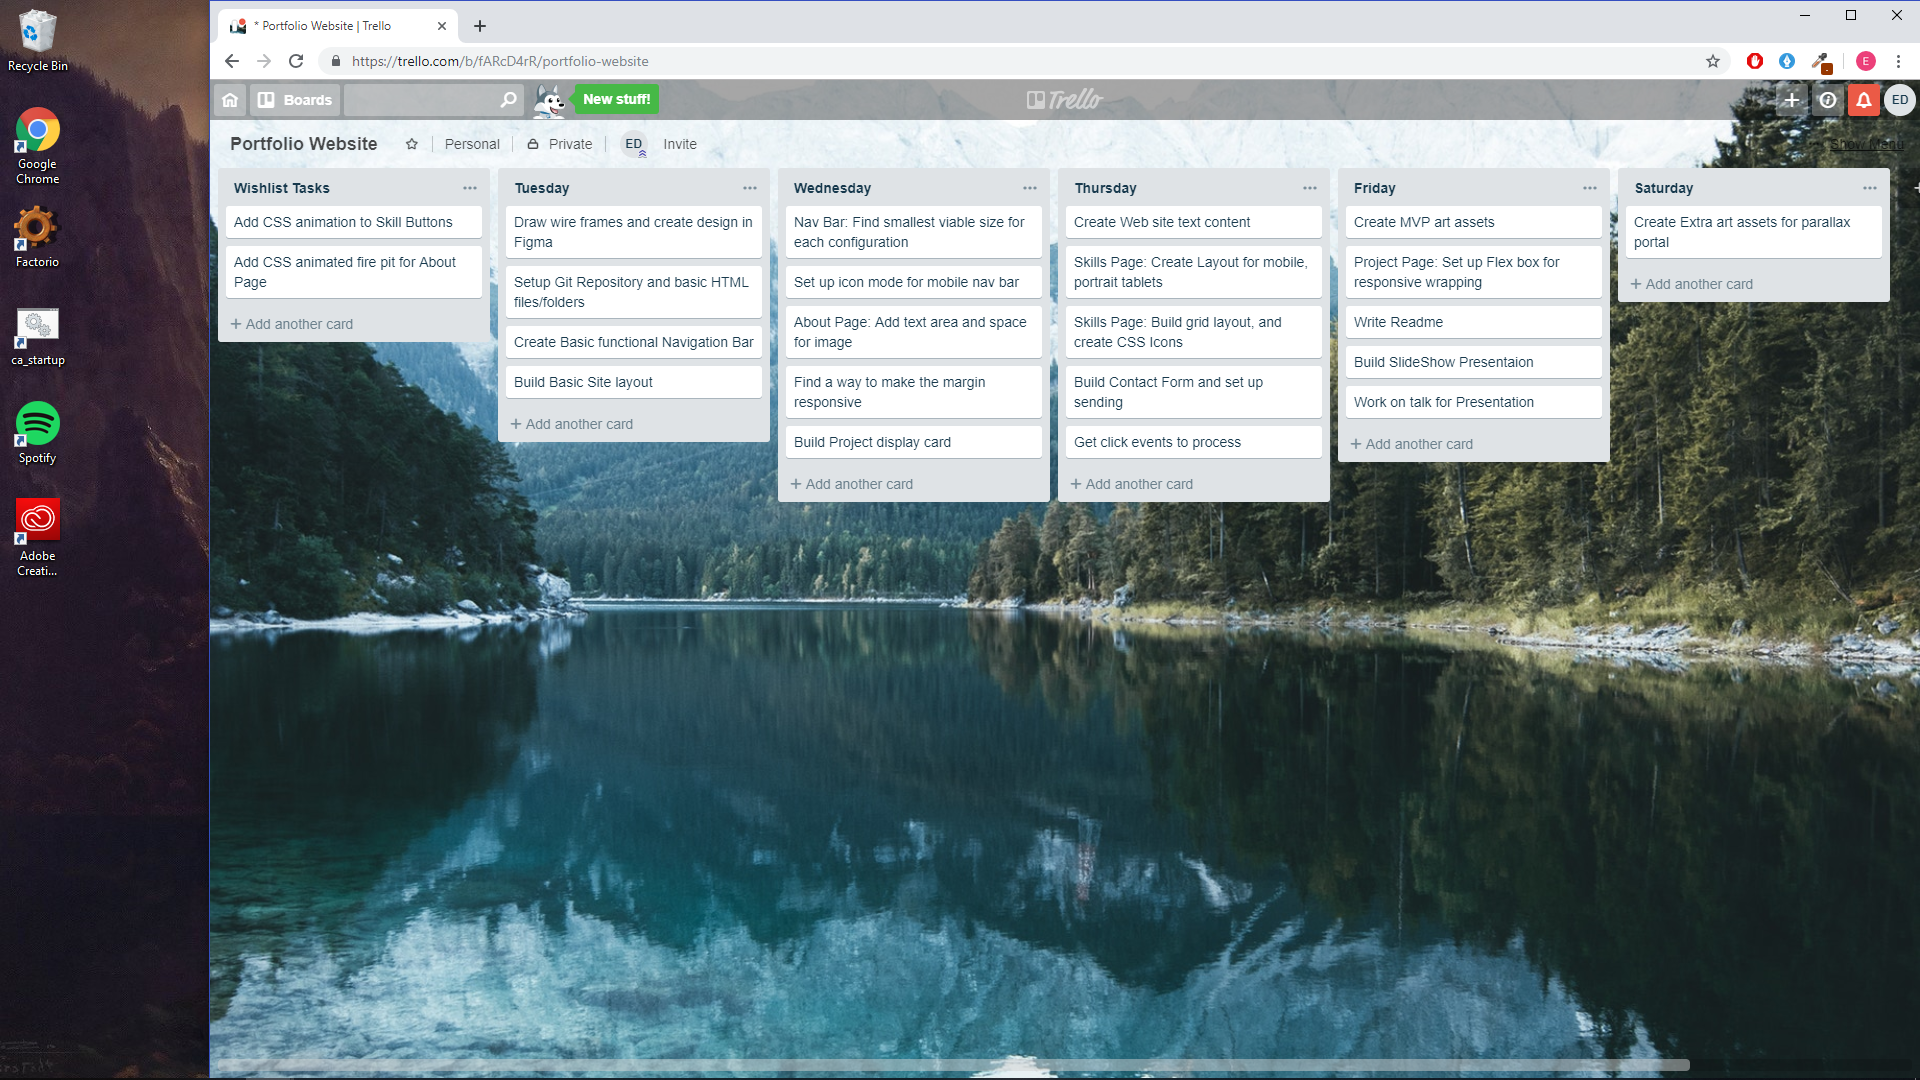 Recycle Bin
Google
Chrome
Factorio
ca_startup
Spotify
Adobe
Creati...
* Portfolio Website | Trello
https://trello.com/b/fARcD4rR/portfolio-website
E
Boards
New stuff!
Trello
ED
Portfolio Website
Personal
Private
ED
Invite
Show Menu
Wishlist Tasks
Add CSS animation to Skill Buttons
Add CSS animated fire pit for About
Page
+ Add another card
Tuesday
Draw wire frames and create design in
Figma
Setup Git Repository and basic HTML
files/folders
Create Basic functional Navigation Bar
Build Basic Site layout
+ Add another card
Wednesday
Nav Bar: Find smallest viable size for
each configuration
Set up icon mode for mobile nav bar
About Page: Add text area and space
for image
Find a way to make the margin
responsive
Build Project display card
+ Add another card
Thursday
Create Web site text content
Skills Page: Create Layout for mobile,
portrait tablets
Skills Page: Build grid layout, and
create CSS Icons
Build Contact Form and set up
sending
Get click events to process
+ Add another card
Friday
Create MVP art assets
Project Page: Set up Flex box for
responsive wrapping
Write Readme
Build SlideShow Presentaion
Work on talk for Presentation
+ Add another card
Saturday
Create Extra art assets for parallax
portal
+ Add another card